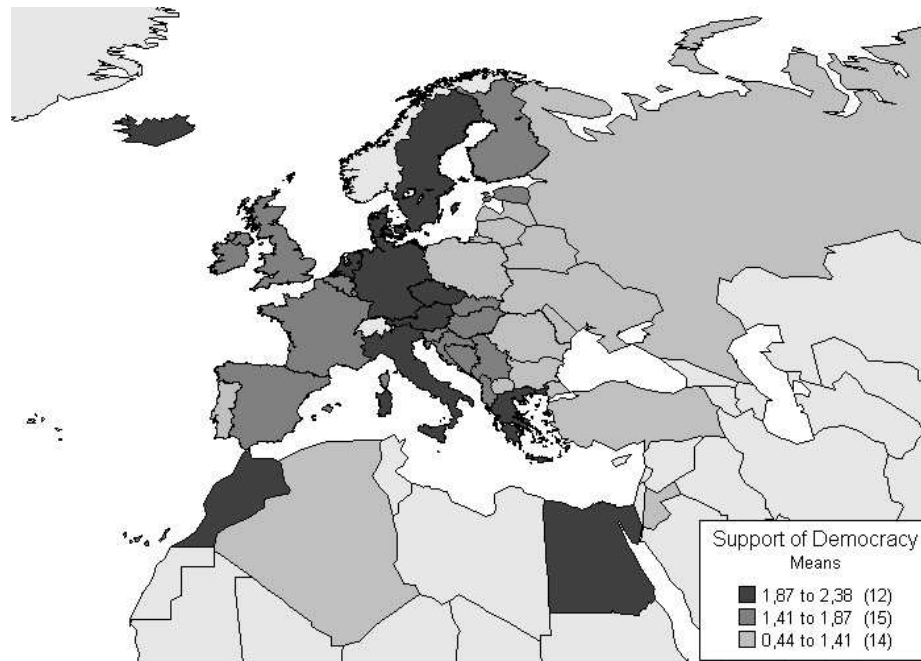 Support of Democracy
Means
1,87 to 2,38 (12)
1,41 to 1,87 (15)
0,44 to 1,41 (14)